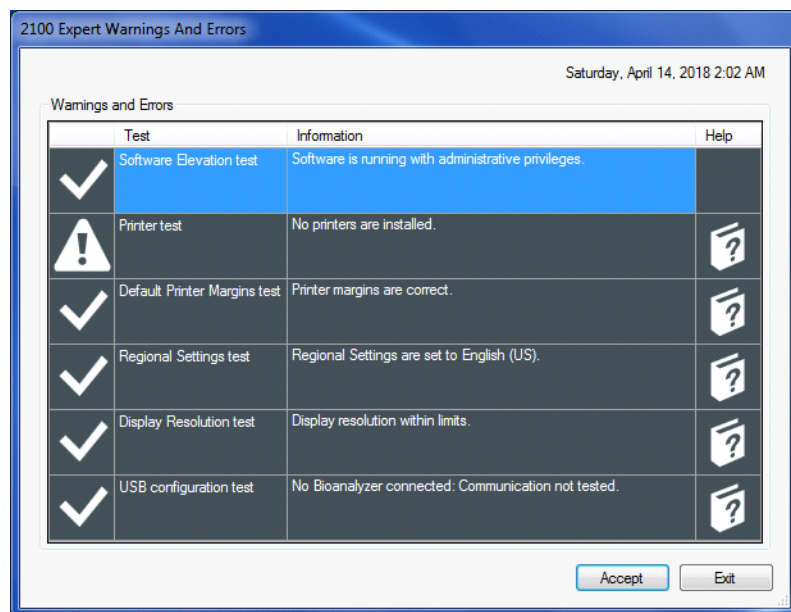 2100 Expert Warnings And Errors
Saturday, April 14, 2018 2:02 AM
Warnings and Errors
Test Information Help
Software Elevation test Software is running with administrative privileges.
Printer test No printers are installed.
Default Printer Margins test Printer margins are correct.
Regional Settings test Regional Settings are set to English (US).
Display Resolution test Display resolution within limits.
USB configuration test No Bioanalyzer connected: Communication not tested.
Accept Exit